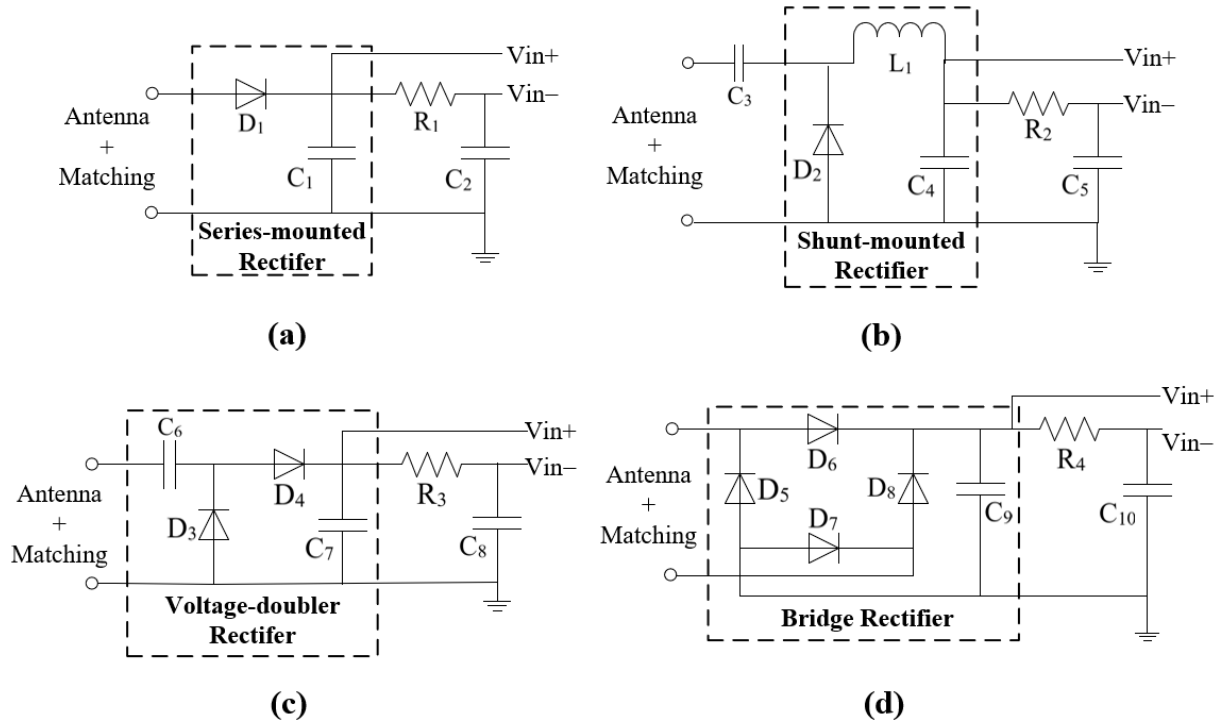 Vin+
Vin−
D₁
R₁
Antenna
+
Matching
C₁
C₂
Series-mounted
Rectifer
(a)
L₁
Vin+
C₃
Vin−
R₂
Antenna
+
Matching
D₂
C₄
C₅
Shunt-mounted
Rectifier
(b)
C₆
Vin+
Vin−
D₄
R₃
Antenna
+
Matching
D₃
C₇
C₈
Voltage-doubler
Rectifer
(c)
Vin+
Vin−
D₆
R₄
Antenna
+
Matching
D₅
D₈
D₇
C₉
C₁₀
Bridge Rectifier
(d)